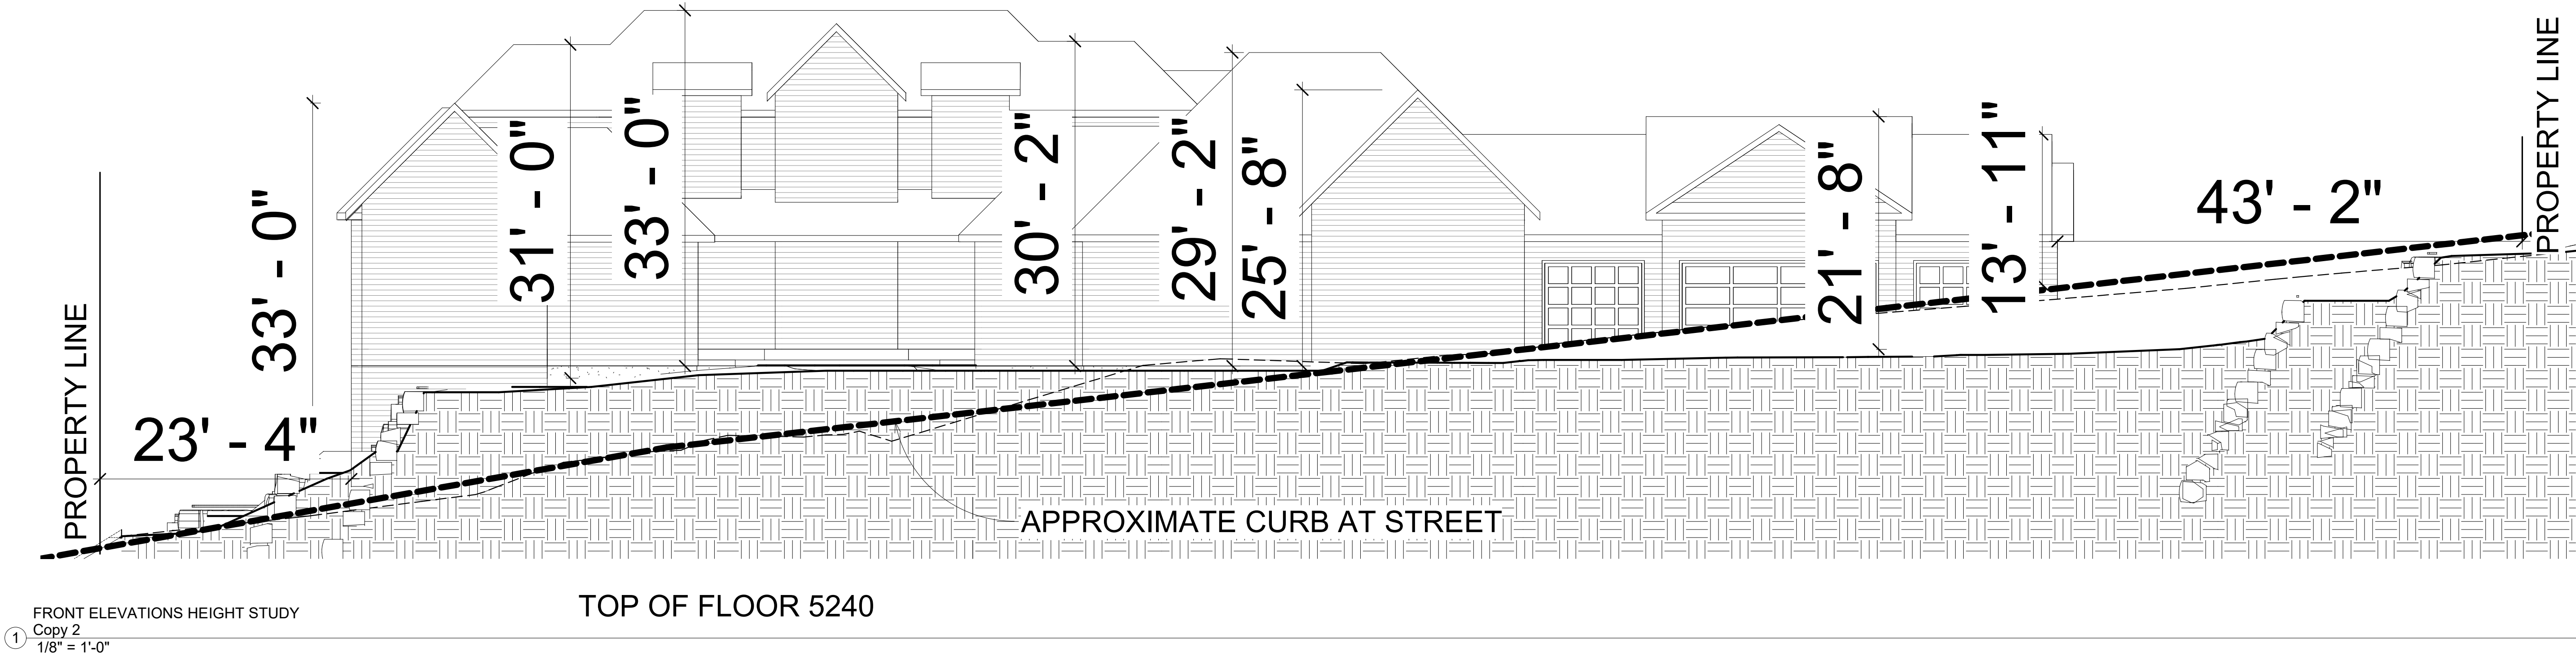 PROPERTY LINE
23' - 4"
33' - 0"
31' - 0"
33' - 0"
30' - 2"
29' - 2"
25' - 8"
21' - 8"
13' - 11"
43' - 2"
PROPERTY LINE
APPROXIMATE CURB AT STREET
TOP OF FLOOR 5240
1
FRONT ELEVATIONS HEIGHT STUDY
Copy 2
1/8" = 1'-0"